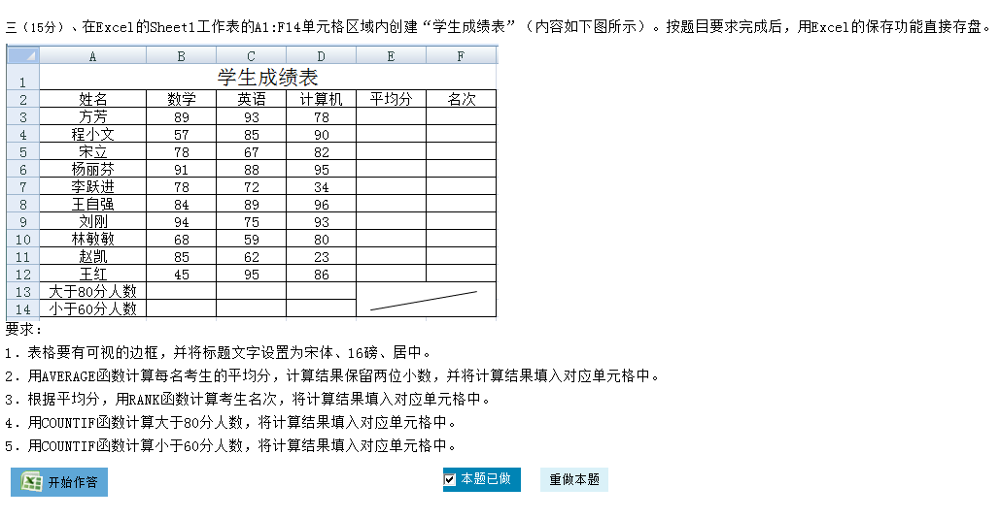 三（15分）、在Excel的Sheet1工作表的A1:F14单元格区域内创建“学生成绩表”（内容如下图所示）。按题目要求完成后，用Excel的保存功能直接存盘。
A B C D E F
1 学生成绩表
2 姓名 数学 英语 计算机 平均分 名次
3 方芳 89 93 78
4 程小文 57 85 90
5 宋立 78 67 82
6 杨丽芬 91 88 95
7 李跃进 78 72 34
8 王自强 84 89 96
9 刘刚 94 75 93
10 林敏敏 68 59 80
11 赵凯 85 62 23
12 王红 45 95 86
13 大于80分人数
14 小于60分人数
要求：
1．表格要有可视的边框，并将标题文字设置为宋体、16磅、居中。
2．用AVERAGE函数计算每名考生的平均分，计算结果保留两位小数，并将计算结果填入对应单元格中。
3．根据平均分，用RANK函数计算考生名次，将计算结果填入对应单元格中。
4．用COUNTIF函数计算大于80分人数，将计算结果填入对应单元格中。
5．用COUNTIF函数计算小于60分人数，将计算结果填入对应单元格中。
开始作答 本题已做 重做本题